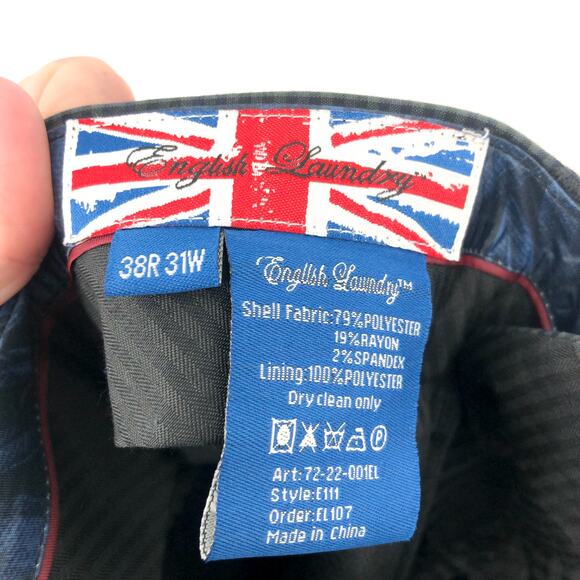 English Laundry
38R 31W
English Laundry™
Shell Fabric:79%POLYESTER
19%RAYON
2%SPANDEX
Lining:100%POLYESTER
Dry clean only
P
Art:72-22-001EL
Style:E111
Order:EL107
Made in China